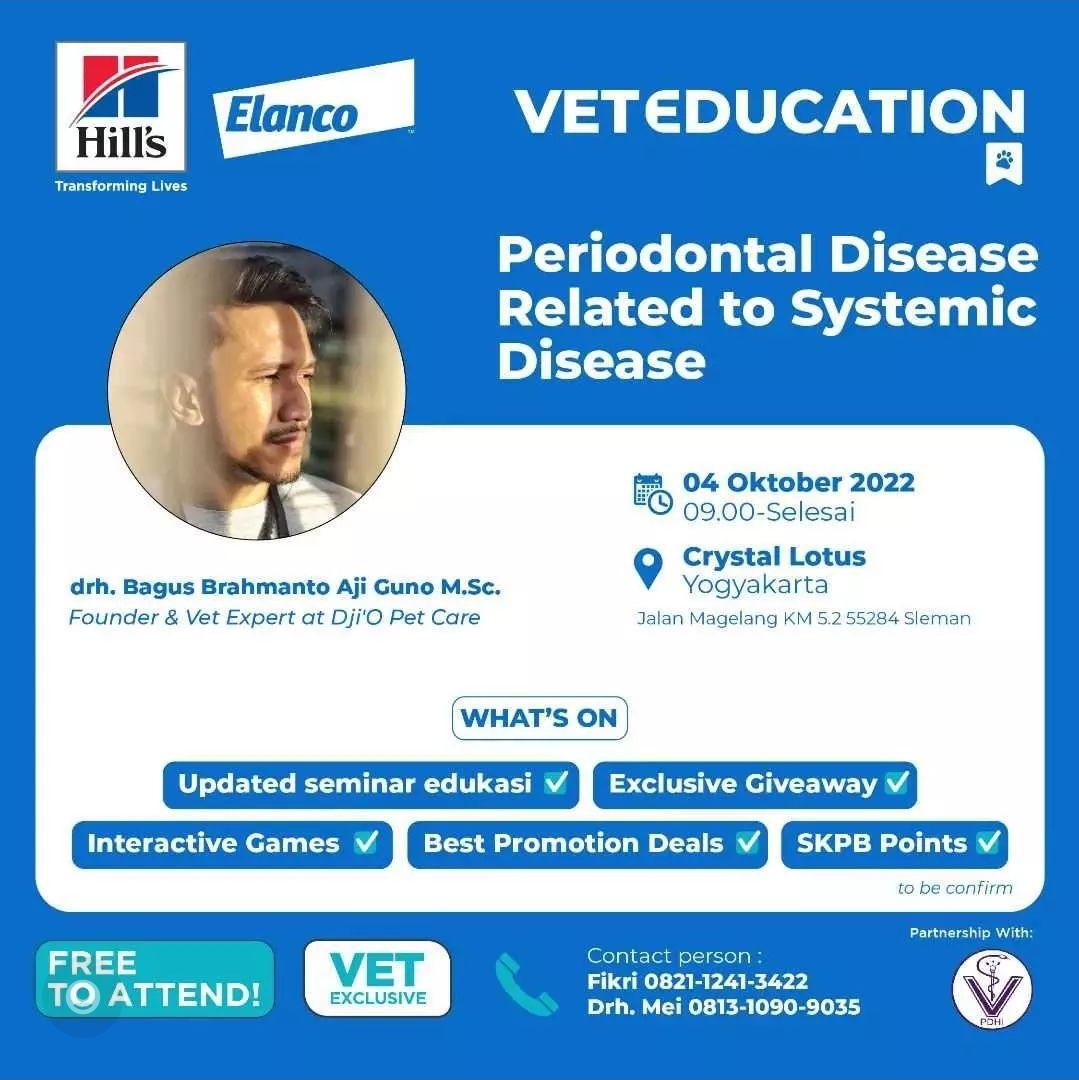 Hill's
Transforming Lives
Elanco
VETEDUCATION
Periodontal Disease
Related to Systemic
Disease
04 Oktober 2022
09.00-Selesai
Crystal Lotus
Yogyakarta
Jalan Magelang KM 5.2 55284 Sleman
drh. Bagus Brahmanto Aji Guno M.Sc.
Founder & Vet Expert at Dji'O Pet Care
WHAT'S ON
Updated seminar edukasi
Exclusive Giveaway
Interactive Games
Best Promotion Deals
SKPB Points
to be confirm
FREE
TO ATTEND!
VET
EXCLUSIVE
Contact person :
Fikri 0821-1241-3422
Drh. Mei 0813-1090-9035
Partnership With:
PDHI